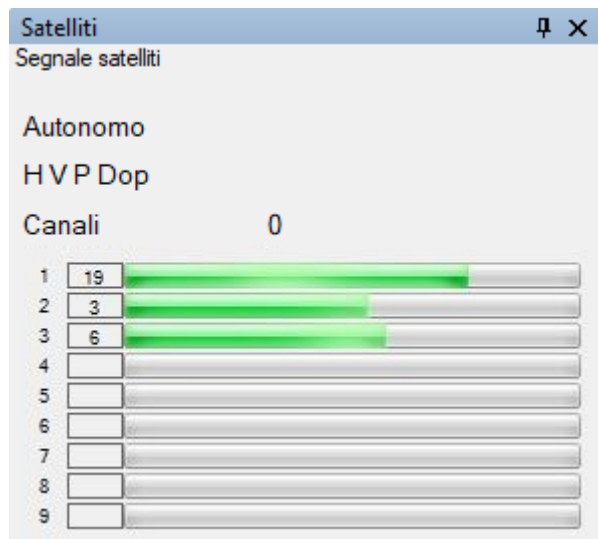 Satelliti
Segnale satelliti
Autonomo
H V P Dop
Canali 0
1 19
2 3
3 6
4
5
6
7
8
9